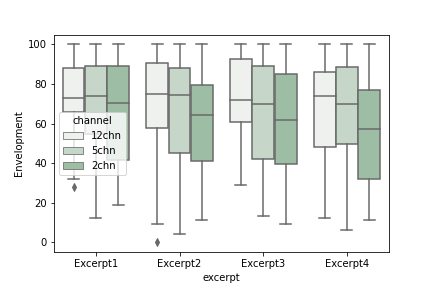 100
80
60
40
20
0
Envelopment
channel
12chn
5chn
2chn
Excerpt1 Excerpt2 Excerpt3 Excerpt4
excerpt